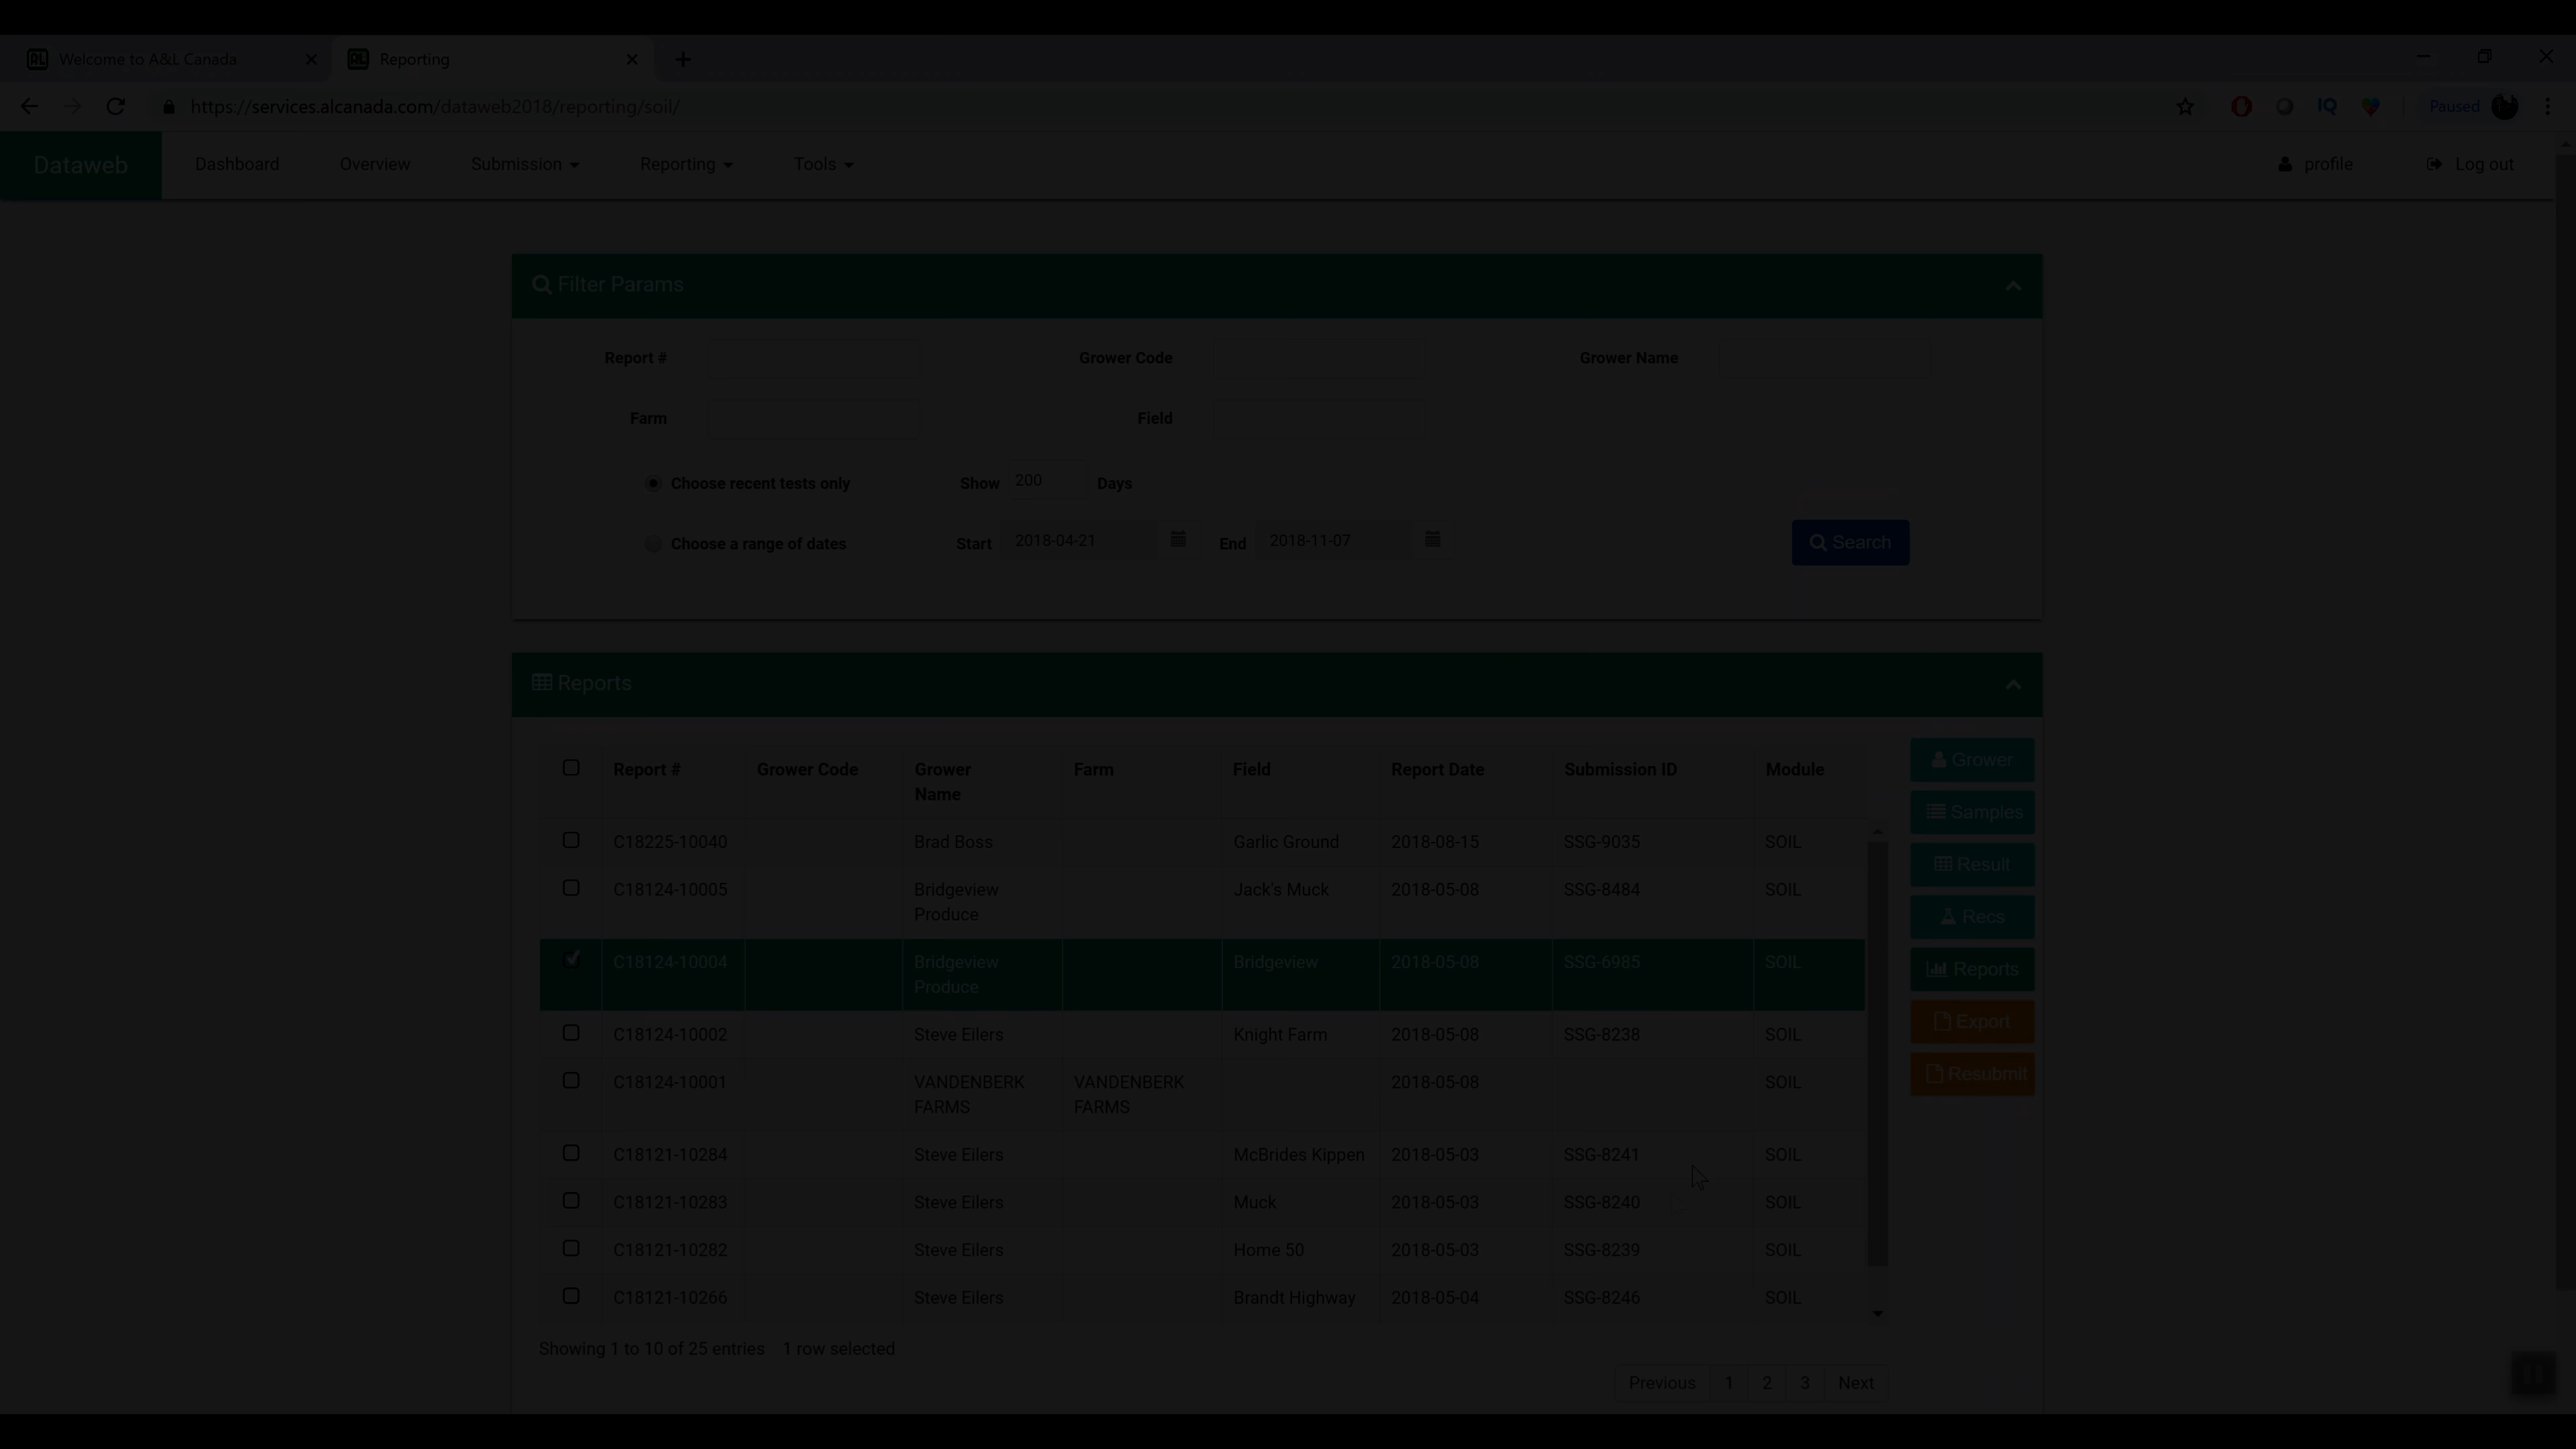 Welcome to A&L Canada
Reporting
https://services.alcanada.com/dataweb2018/reporting/soil/
IQ
Paused
Dataweb
Dashboard
Overview
Submission
Reporting
Tools
profile
Log out
Filter Params
Report #
Grower Code
Grower Name
Farm
Field
Choose recent tests only
Show 200 Days
Choose a range of dates
Start 2018-04-21
End 2018-11-07
Search
Reports
Report # Grower Code Grower Name Farm Field Report Date Submission ID Module
C18225-10040 Brad Boss Garlic Ground 2018-08-15 SSG-9035 SOIL
C18124-10005 Bridgeview Produce Jack's Muck 2018-05-08 SSG-8484 SOIL
C18124-10004 Bridgeview Produce Bridgeview 2018-05-08 SSG-6985 SOIL
C18124-10002 Steve Eilers Knight Farm 2018-05-08 SSG-8238 SOIL
C18124-10001 VANDENBERK FARMS VANDENBERK FARMS 2018-05-08 SOIL
C18121-10284 Steve Eilers McBrides Kippen 2018-05-03 SSG-8241 SOIL
C18121-10283 Steve Eilers Muck 2018-05-03 SSG-8240 SOIL
C18121-10282 Steve Eilers Home 50 2018-05-03 SSG-8239 SOIL
C18121-10266 Steve Eilers Brandt Highway 2018-05-04 SSG-8246 SOIL
Grower
Samples
Result
Recs
Reports
Export
Resubmit
Showing 1 to 10 of 25 entries 1 row selected
Previous 1 2 3 Next